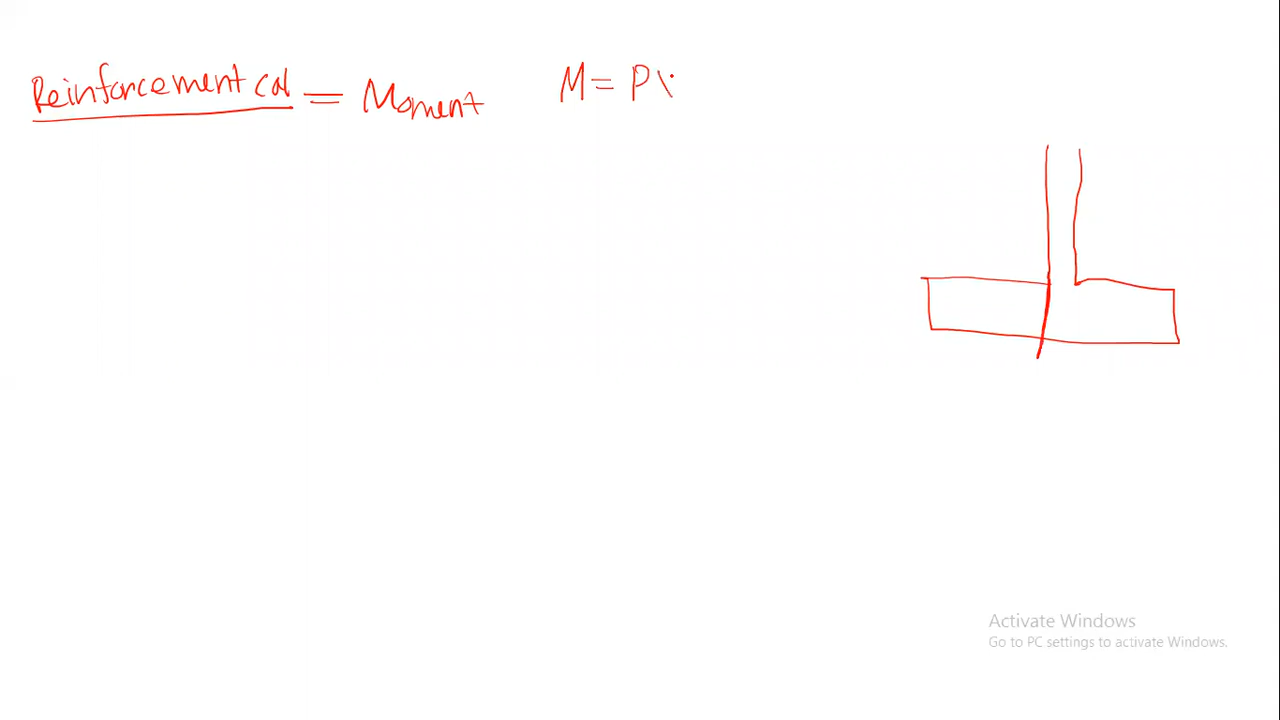 Reinforcement cal = Moment M = P\
Activate Windows
Go to PC settings to activate Windows.